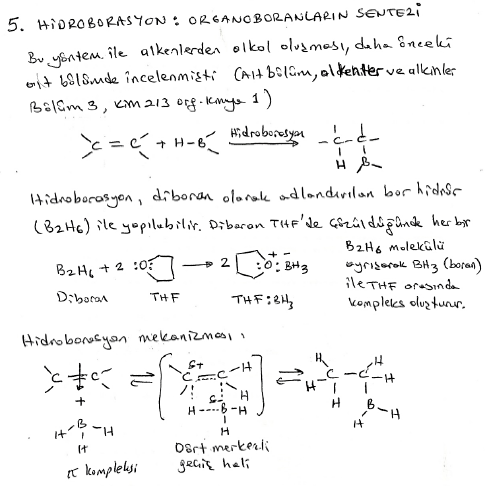 5. HİDROBORASYON: ORGANOBORANLARIN SENTEZİ
Bu yöntem ile alkenlerden alkol oluşması, daha önceki
alt bölümde incelenmişti (Alt bölüm, alkenler ve alkinler
Bölüm 3, kim 213 org. kimya 1)
C = C + H-B Hidroborasyon -C-C-
H B-
Hidroborasyon, diboran olarak adlandırılan bor hidrür
(B2H6) ile yapılabilir. Diboran THF'de çözüldüğünde her bir
B2H6 molekülü
ayrışarak BH3 (boran)
ile THF arasında
kompleks oluşturur.
B2H6 + 2 :O: → 2 :O: BH3
+ -
Diboran THF THF:BH3
Hidroborasyon mekanizması:
C = C ⇌ δ+ C = C - H ⇌ H H
+ H H - C - C - H
H - B - H H ---- B - H δ- H B - H
H H H
π kompleksi Dört merkezli
geçiş hali